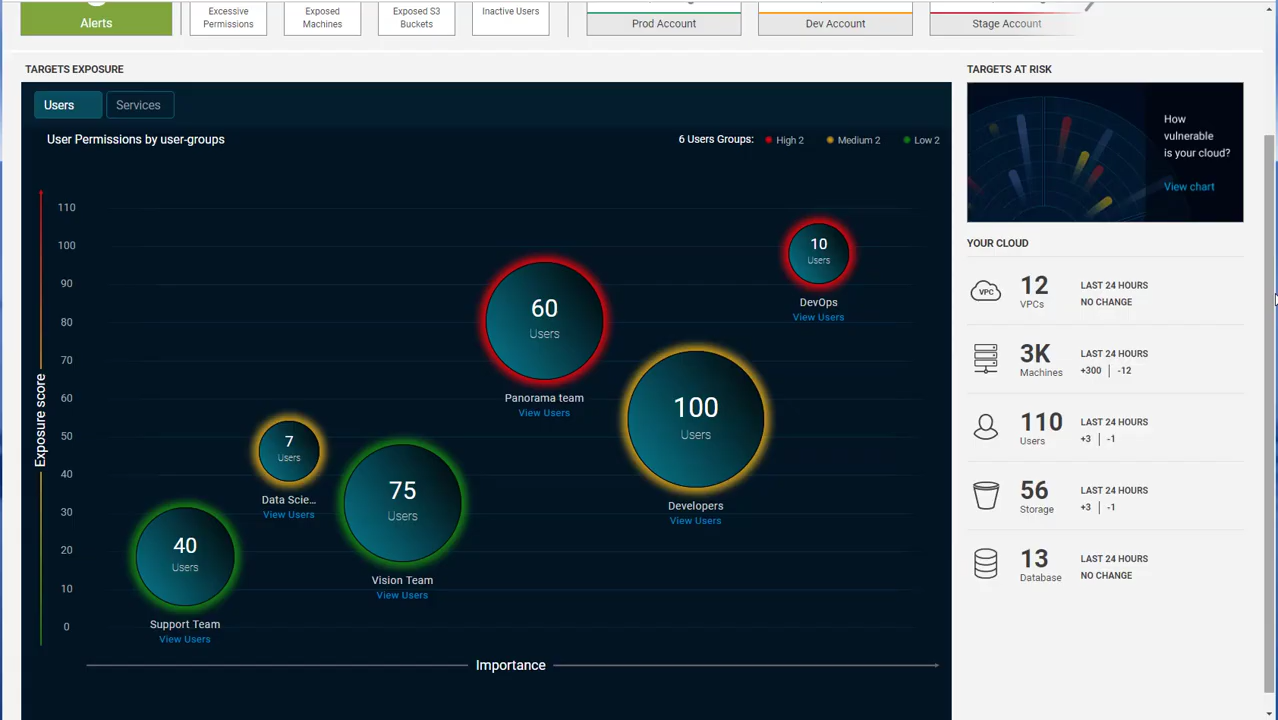 Alerts
Excessive
Permissions
Exposed
Machines
Exposed S3
Buckets
Inactive Users
Prod Account
Dev Account
Stage Account
TARGETS EXPOSURE
TARGETS AT RISK
Users
Services
User Permissions by user-groups
6 Users Groups:
High 2
Medium 2
Low 2
How
vulnerable
is your cloud?
View chart
Exposure score
110
100
90
80
70
60
50
40
30
20
10
0
10
Users
DevOps
View Users
60
Users
Panorama team
View Users
100
Users
Developers
View Users
7
Users
Data Scie...
View Users
75
Users
Vision Team
View Users
40
Users
Support Team
View Users
Importance
YOUR CLOUD
VPC
12
VPCs
LAST 24 HOURS
NO CHANGE
3K
Machines
LAST 24 HOURS
+300 | -12
110
Users
LAST 24 HOURS
+3 | -1
56
Storage
LAST 24 HOURS
+3 | -1
13
Database
LAST 24 HOURS
NO CHANGE